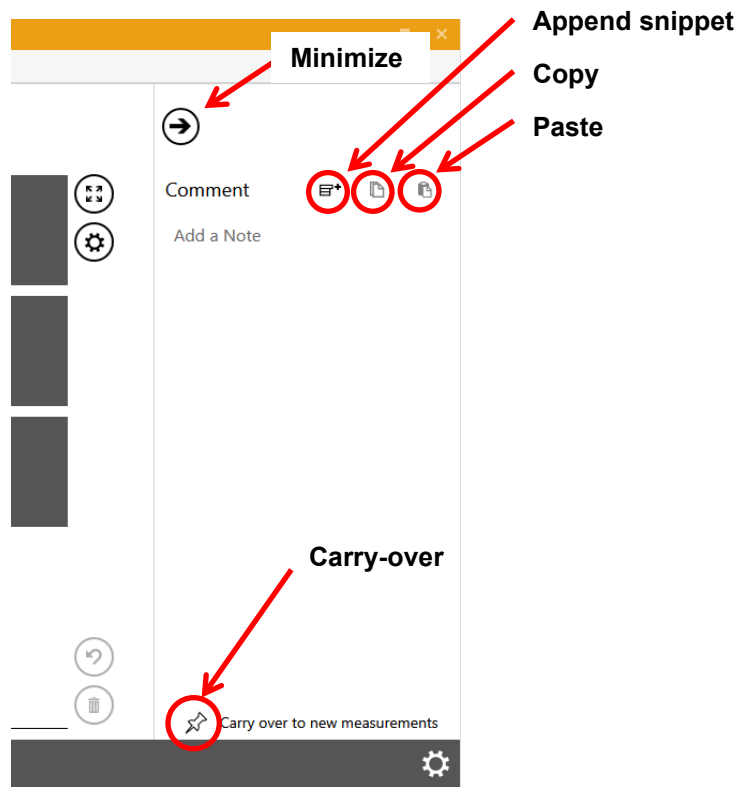 Append snippet
Minimize
Copy
Paste
Comment
Add a Note
Carry-over
Carry over to new measurements